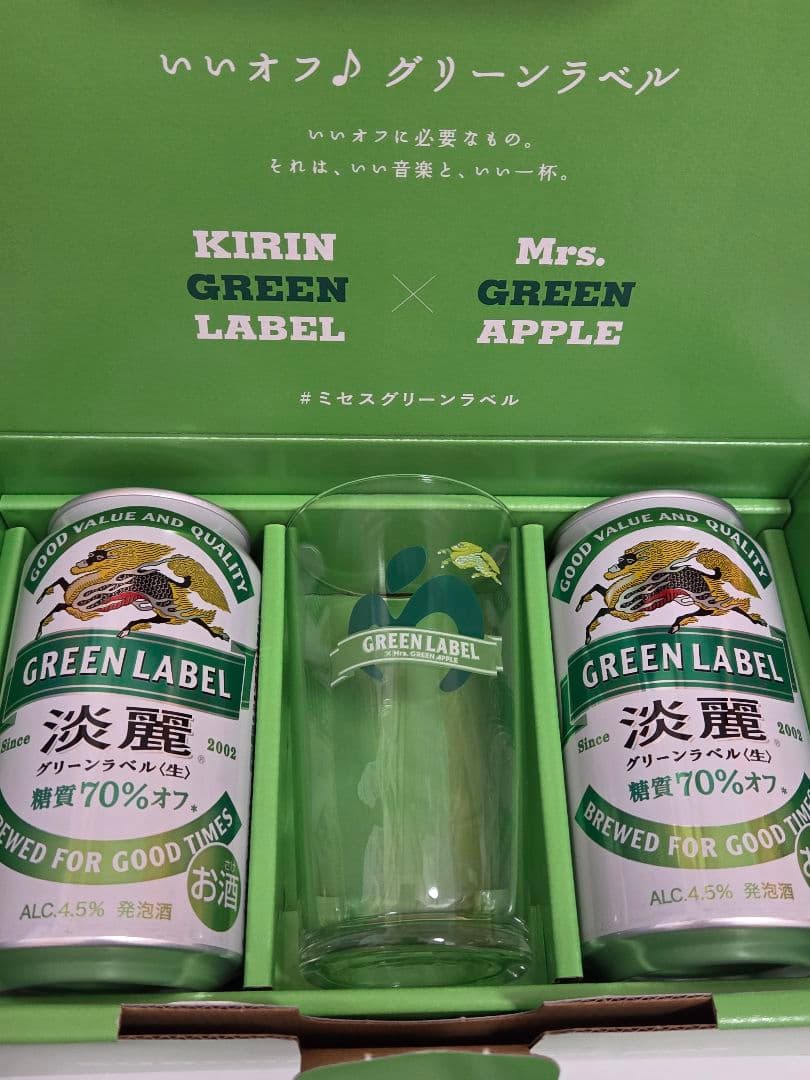 いいオフ♪ グリーンラベル
いいオフに必要なもの。
それは、いい音楽と、いい一杯。
KIRIN
GREEN
LABEL
×
Mrs.
GREEN
APPLE
#ミセスグリーンラベル
GOOD VALUE AND QUALITY
GREEN LABEL
Since 淡麗® 2002
グリーンラベル〈生〉
糖質70%オフ*
BREWED FOR GOOD TIMES
さけ
お酒
ALC.4.5% 発泡酒
GREEN LABEL
× Mrs. GREEN APPLE
GOOD VALUE AND QUALITY
GREEN LABEL
Since 淡麗® 2002
グリーンラベル〈生〉
糖質70%オフ*
BREWED FOR GOOD TIMES
お
ALC.4.5% 発泡酒